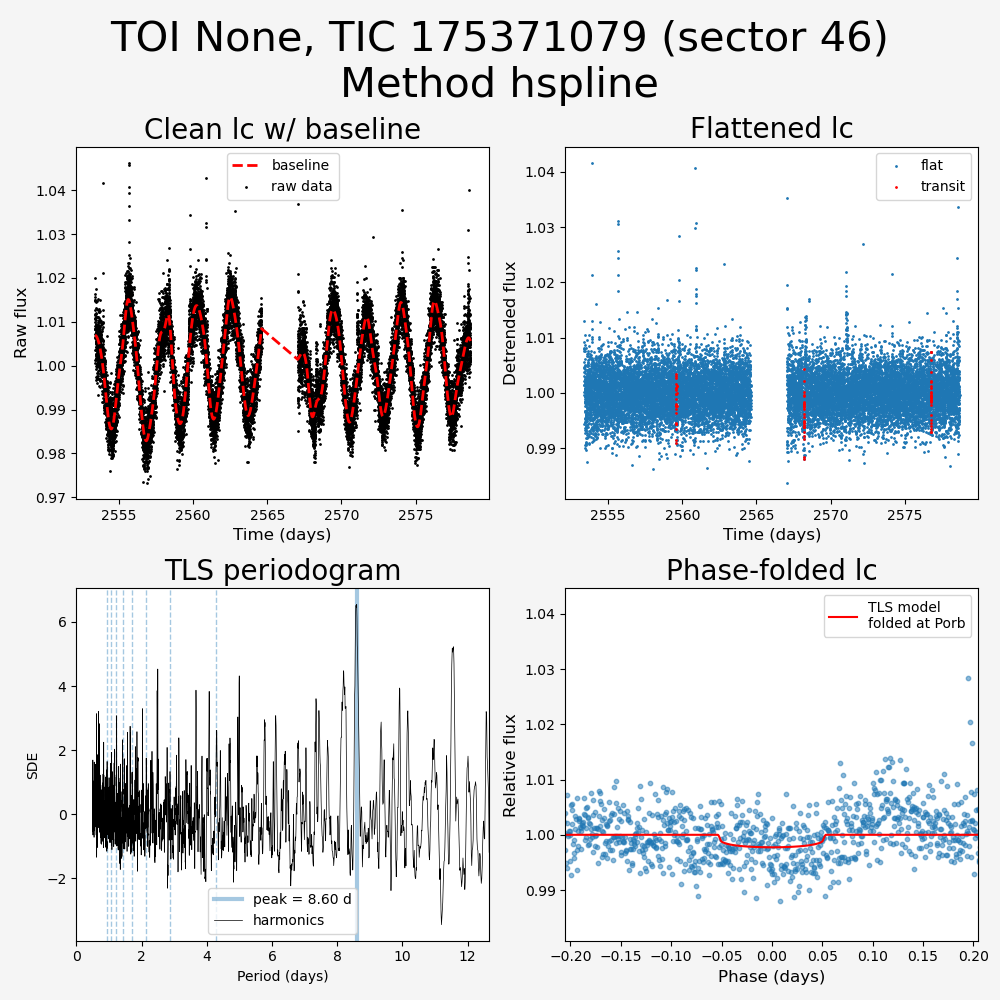 TOI None, TIC 175371079 (sector 46)
Method hspline
Clean lc w/ baseline
baseline
raw data
Raw flux
1.04
1.03
1.02
1.01
1.00
0.99
0.98
0.97
2555 2560 2565 2570 2575
Time (days)
Flattened lc
flat
transit
Detrended flux
1.04
1.03
1.02
1.01
1.00
0.99
2555 2560 2565 2570 2575
Time (days)
TLS periodogram
SDE
6
4
2
0
−2
peak = 8.60 d
harmonics
0 2 4 6 8 10 12
Period (days)
Phase-folded lc
TLS model
folded at Porb
Relative flux
1.04
1.03
1.02
1.01
1.00
0.99
−0.20 −0.15 −0.10 −0.05 0.00 0.05 0.10 0.15 0.20
Phase (days)